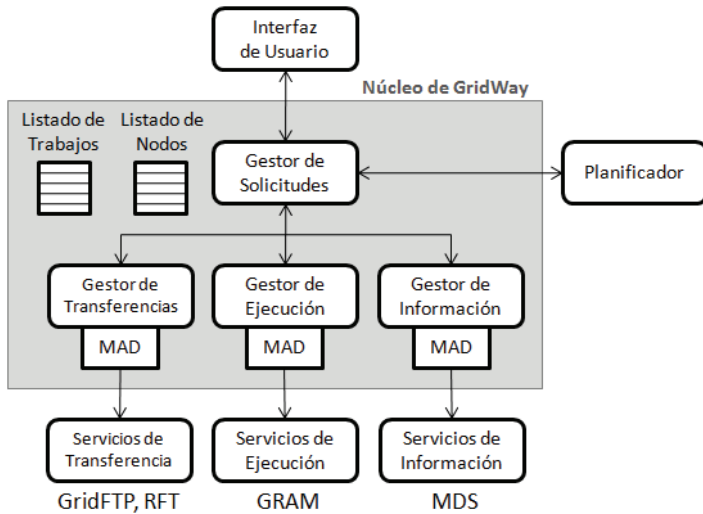 Interfaz
de Usuario
Núcleo de GridWay
Listado de
Trabajos
Listado de
Nodos
Gestor de
Solicitudes
Planificador
Gestor de
Transferencias
Gestor de
Ejecución
Gestor de
Información
MAD
MAD
MAD
Servicios de
Transferencia
Servicios de
Ejecución
Servicios de
Información
GridFTP, RFT
GRAM
MDS